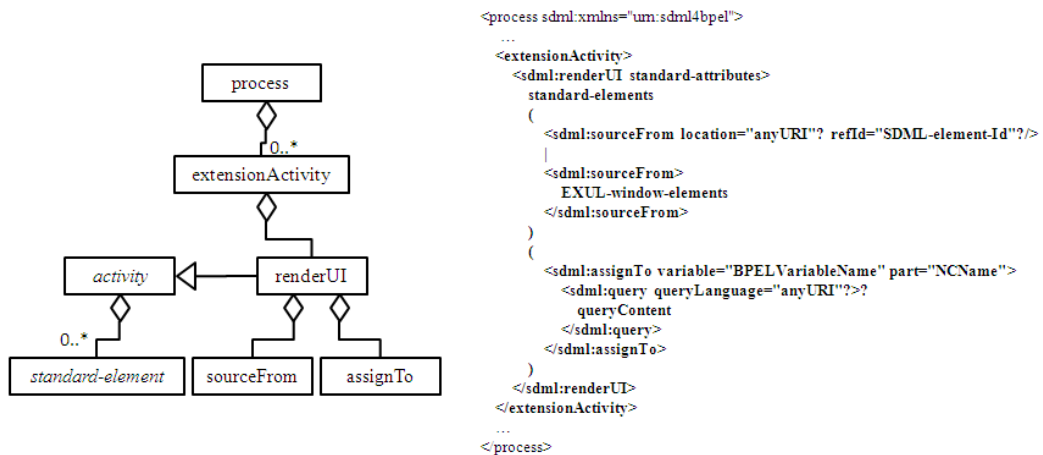 process
0..*
extensionActivity
activity
renderUI
0..*
standard-element
sourceFrom
assignTo
<process sdml:xmlns="urn:sdml4bpel">
...
<extensionActivity>
<sdml:renderUI standard-attributes>
standard-elements
(
<sdml:sourceFrom location="anyURI"? refId="SDML-element-Id"?/>
|
<sdml:sourceFrom>
EXUL-window-elements
</sdml:sourceFrom>
)
(
<sdml:assignTo variable="BPELVariableName" part="NCName">
<sdml:query queryLanguage="anyURI"?>?
queryContent
</sdml:query>
</sdml:assignTo>
)
</sdml:renderUI>
</extensionActivity>
...
</process>